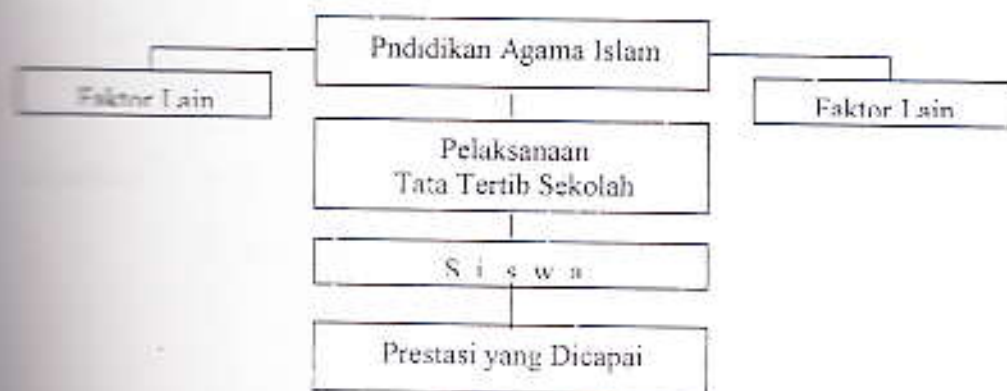 Pndidikan Agama Islam
Faktor Lain
Faktor Lain
Pelaksanaan
Tata Tertib Sekolah
S i s w a
Prestasi yang Dicapai